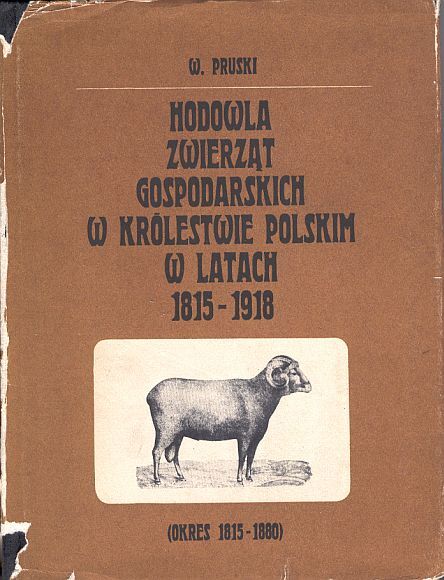 W. PRUSKI
HODOWLA
ZWIERZĄT
GOSPODARSKICH
W KRÓLESTWIE POLSKIM
W LATACH
1815-1918
(OKRES 1815-1880)